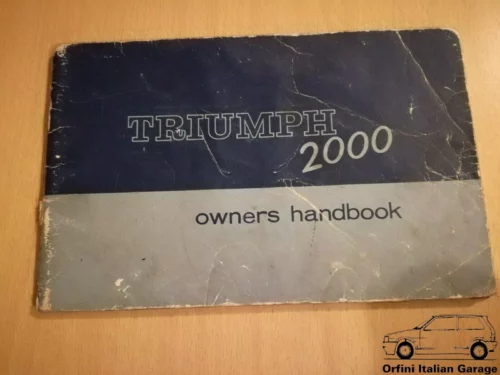 TRIUMPH
2000
owners handbook
Orfini Italian Garage